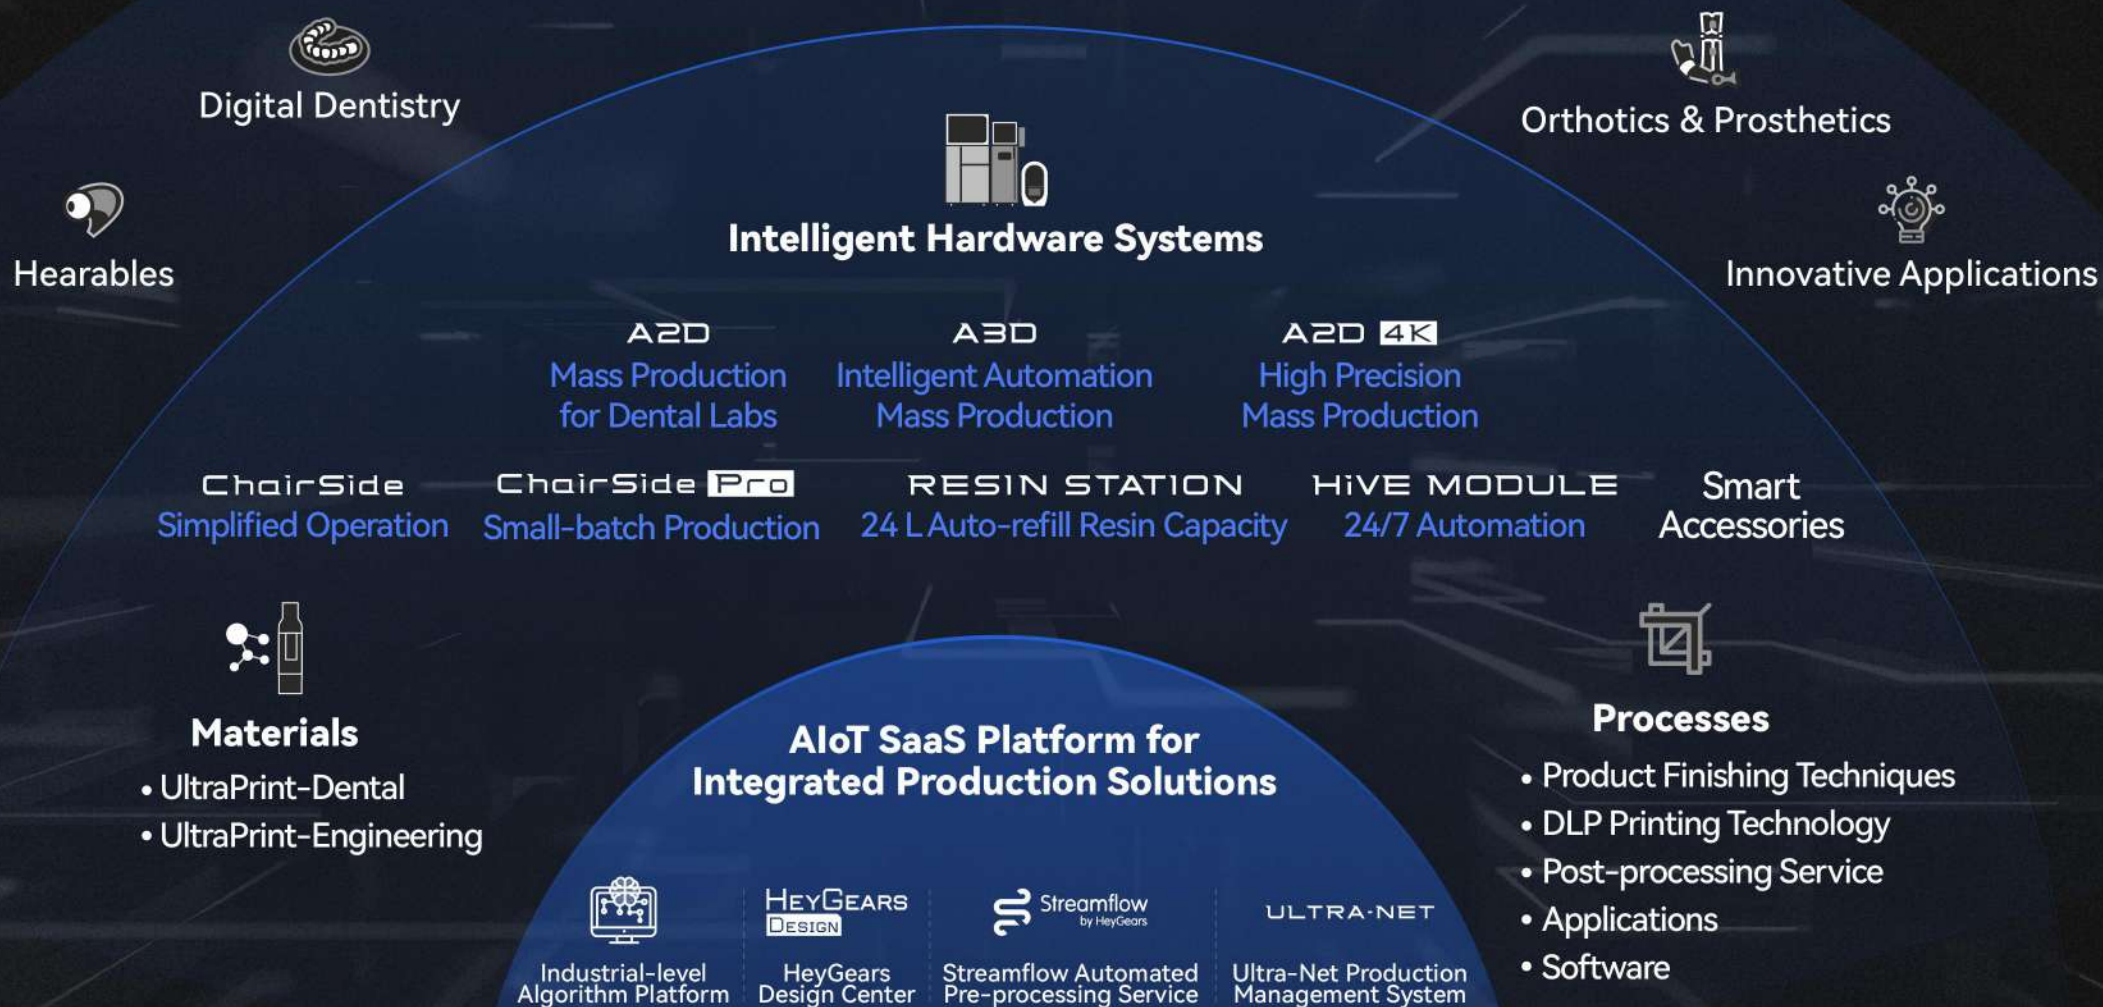 Digital Dentistry
Orthotics & Prosthetics
Hearables
Innovative Applications
Intelligent Hardware Systems
A2D
Mass Production
for Dental Labs
A3D
Intelligent Automation
Mass Production
A2D 4K
High Precision
Mass Production
ChairSide
Simplified Operation
ChairSide Pro
Small-batch Production
RESIN STATION
24 L Auto-refill Resin Capacity
HiVE MODULE
24/7 Automation
Smart
Accessories
Materials
• UltraPrint-Dental
• UltraPrint-Engineering
AIoT SaaS Platform for
Integrated Production Solutions
Industrial-level
Algorithm Platform
HEYGEARS
DESIGN
HeyGears
Design Center
Streamflow
by HeyGears
Streamflow Automated
Pre-processing Service
ULTRA-NET
Ultra-Net Production
Management System
Processes
• Product Finishing Techniques
• DLP Printing Technology
• Post-processing Service
• Applications
• Software